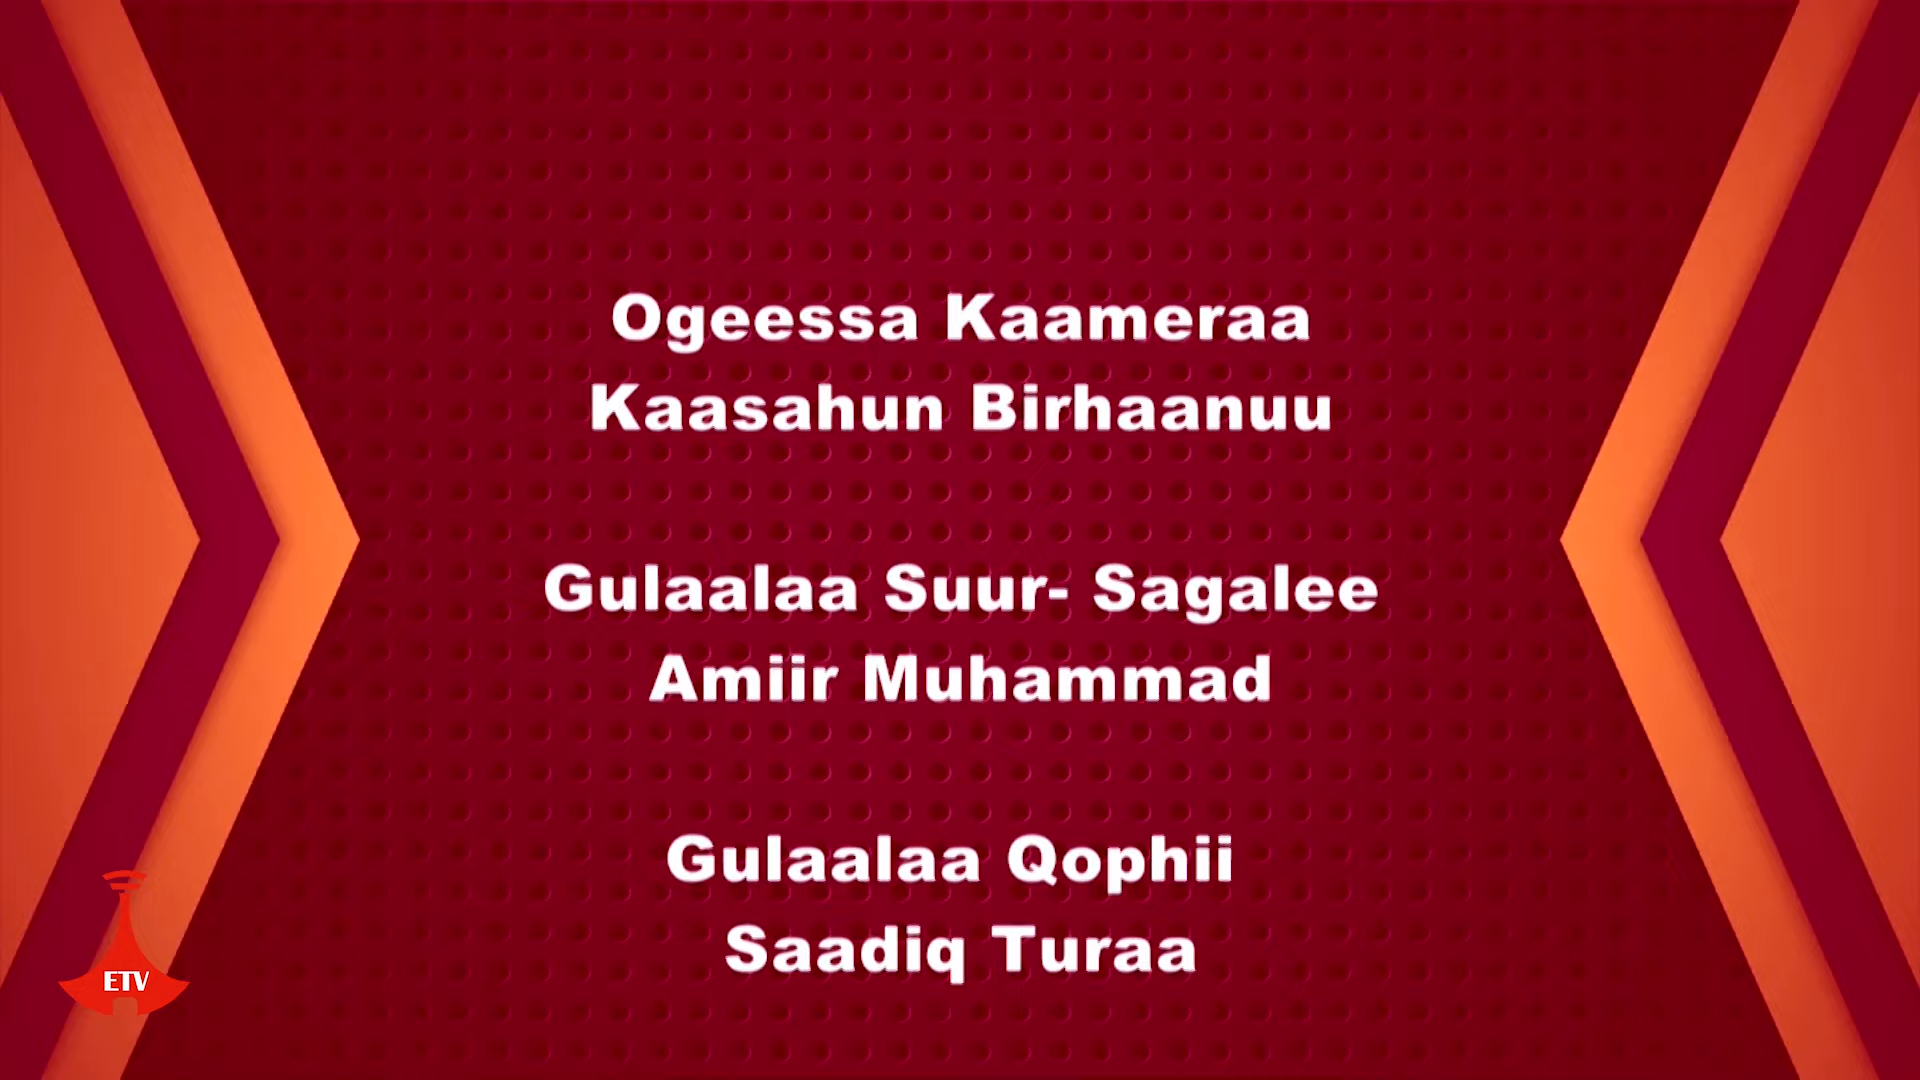 Ogeessa Kaameraa
Kaasahun Birhaanuu
Gulaalaa Suur- Sagalee
Amiir Muhammad
Gulaalaa Qophii
Saadiq Turaa
ETV